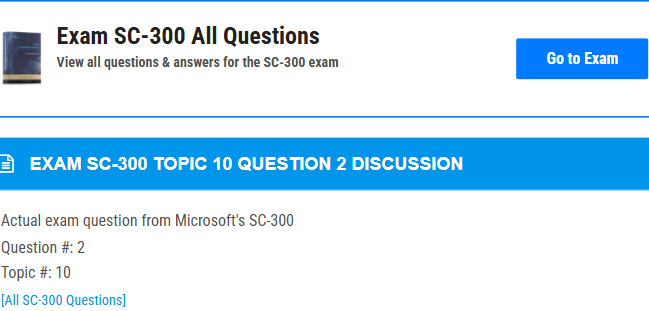 Exam SC-300 All Questions
View all questions & answers for the SC-300 exam
Go to Exam
EXAM SC-300 TOPIC 10 QUESTION 2 DISCUSSION
Actual exam question from Microsoft's SC-300
Question #: 2
Topic #: 10
[All SC-300 Questions]